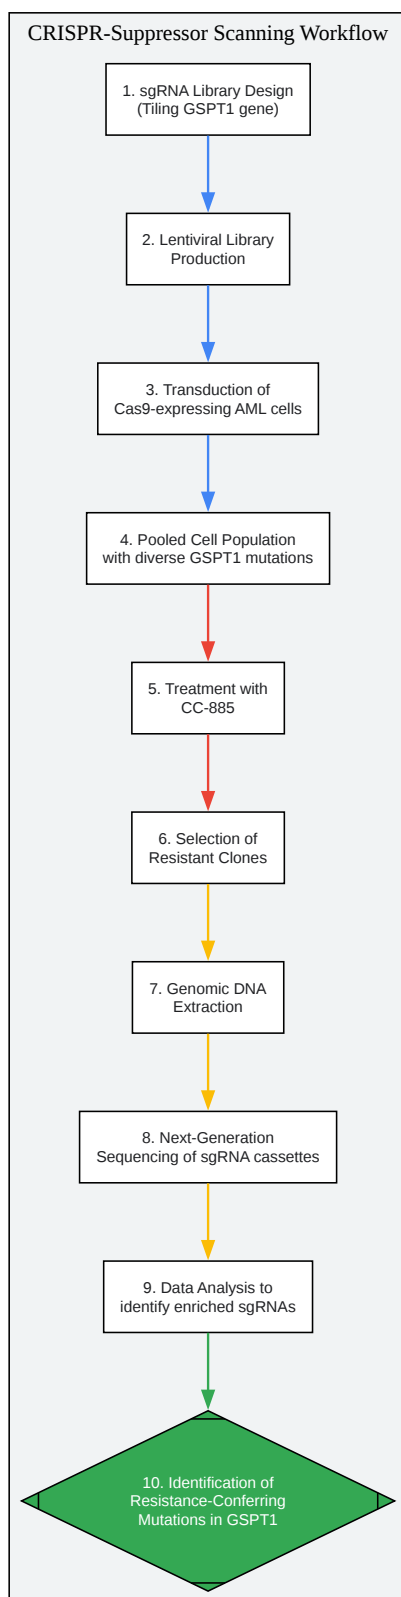 CRISPR-Suppressor Scanning Workflow
1. sgRNA Library Design
(Tiling GSPT1 gene)
2. Lentiviral Library
Production
3. Transduction of
Cas9-expressing AML cells
4. Pooled Cell Population
with diverse GSPT1 mutations
5. Treatment with
CC-885
6. Selection of
Resistant Clones
7. Genomic DNA
Extraction
8. Next-Generation
Sequencing of sgRNA cassettes
9. Data Analysis to
identify enriched sgRNAs
10. Identification of
Resistance-Conferring
Mutations in GSPT1